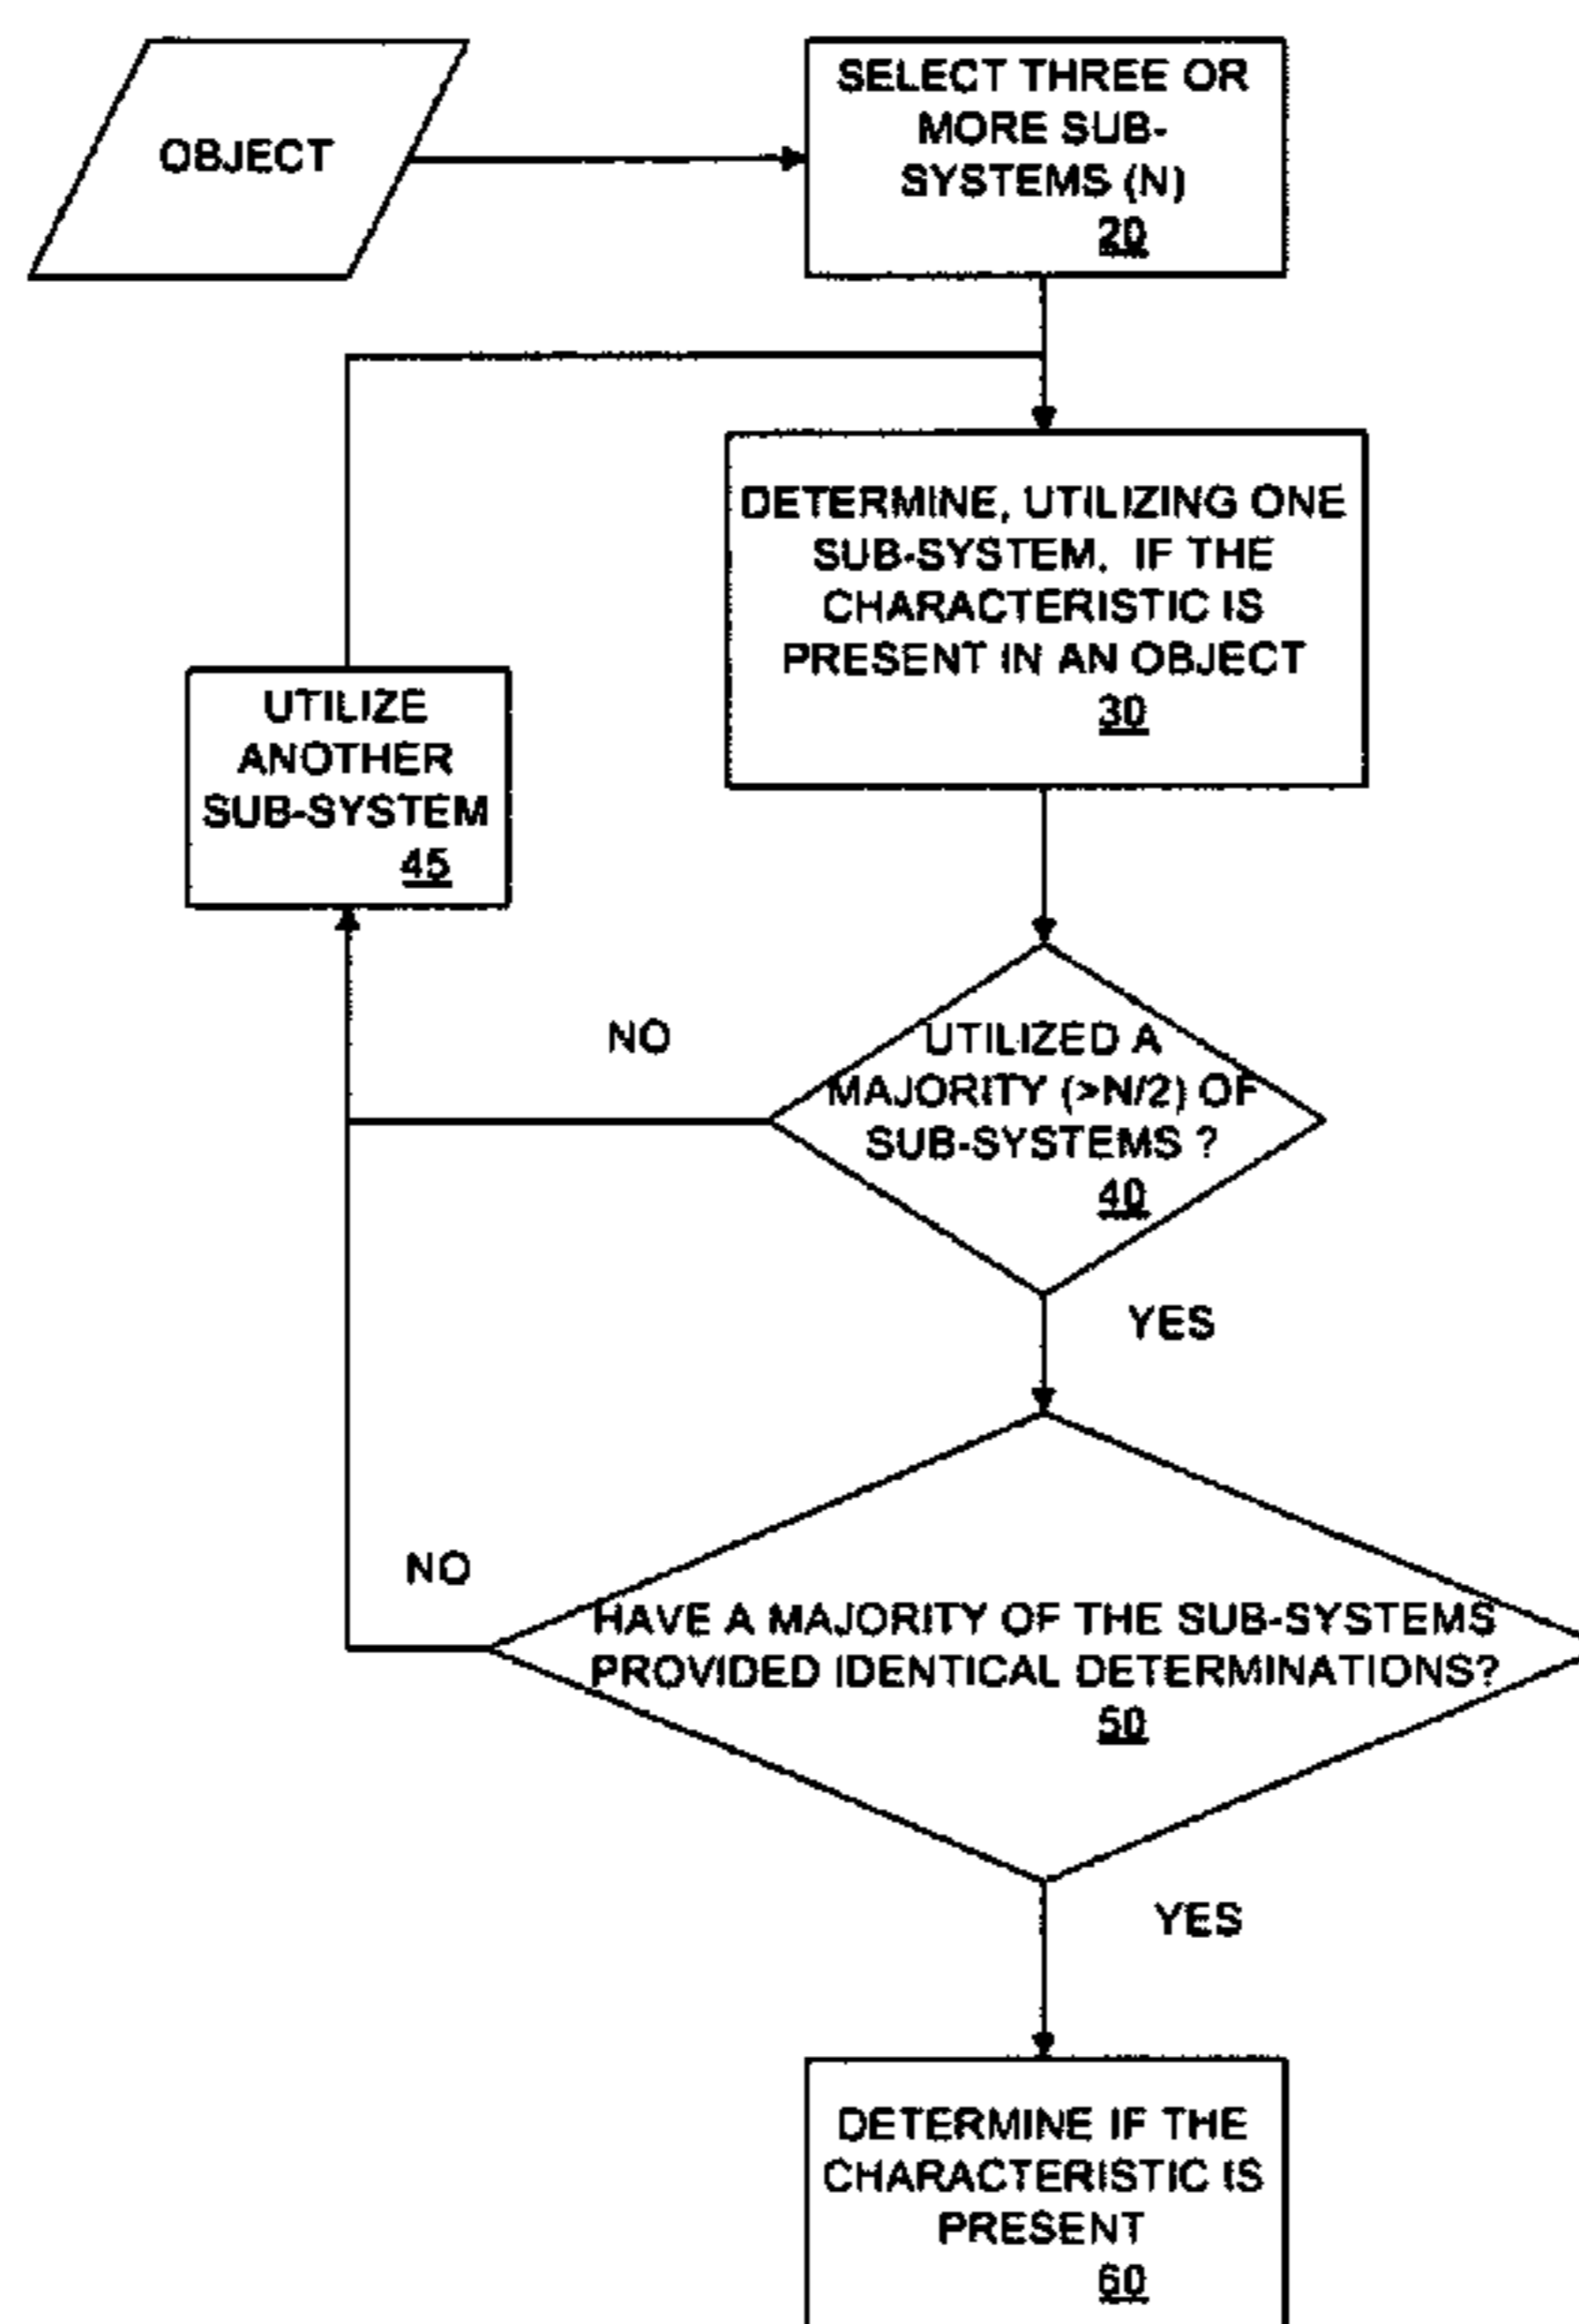 OBJECT
SELECT THREE OR
MORE SUB-
SYSTEMS (N)
20
DETERMINE, UTILIZING ONE
SUB-SYSTEM, IF THE
CHARACTERISTIC IS
PRESENT IN AN OBJECT
30
UTILIZE
ANOTHER
SUB-SYSTEM
45
NO
UTILIZED A
MAJORITY (>N/2) OF
SUB-SYSTEMS ?
40
YES
NO
HAVE A MAJORITY OF THE SUB-SYSTEMS
PROVIDED IDENTICAL DETERMINATIONS?
50
YES
DETERMINE IF THE
CHARACTERISTIC IS
PRESENT
60